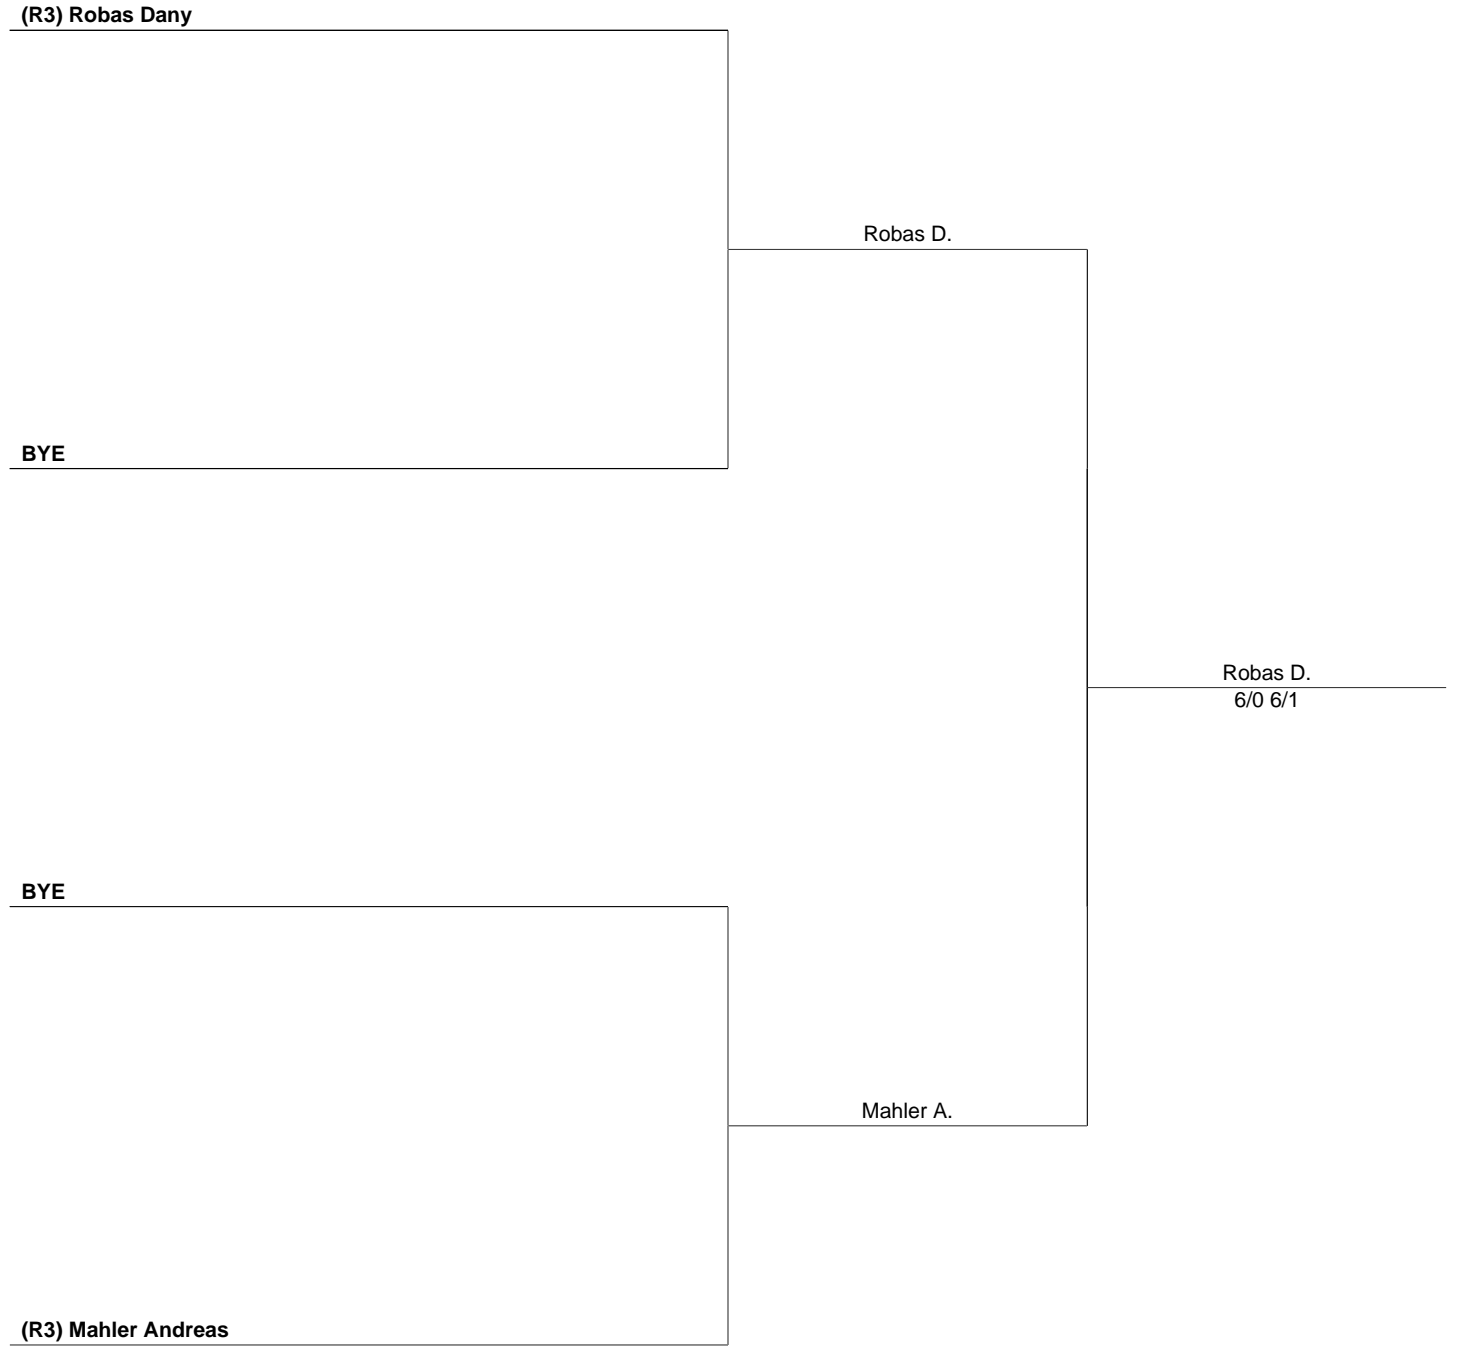 (R3) Robas Dany
Robas D.
BYE
Robas D.
6/0 6/1
BYE
Mahler A.
(R3) Mahler Andreas